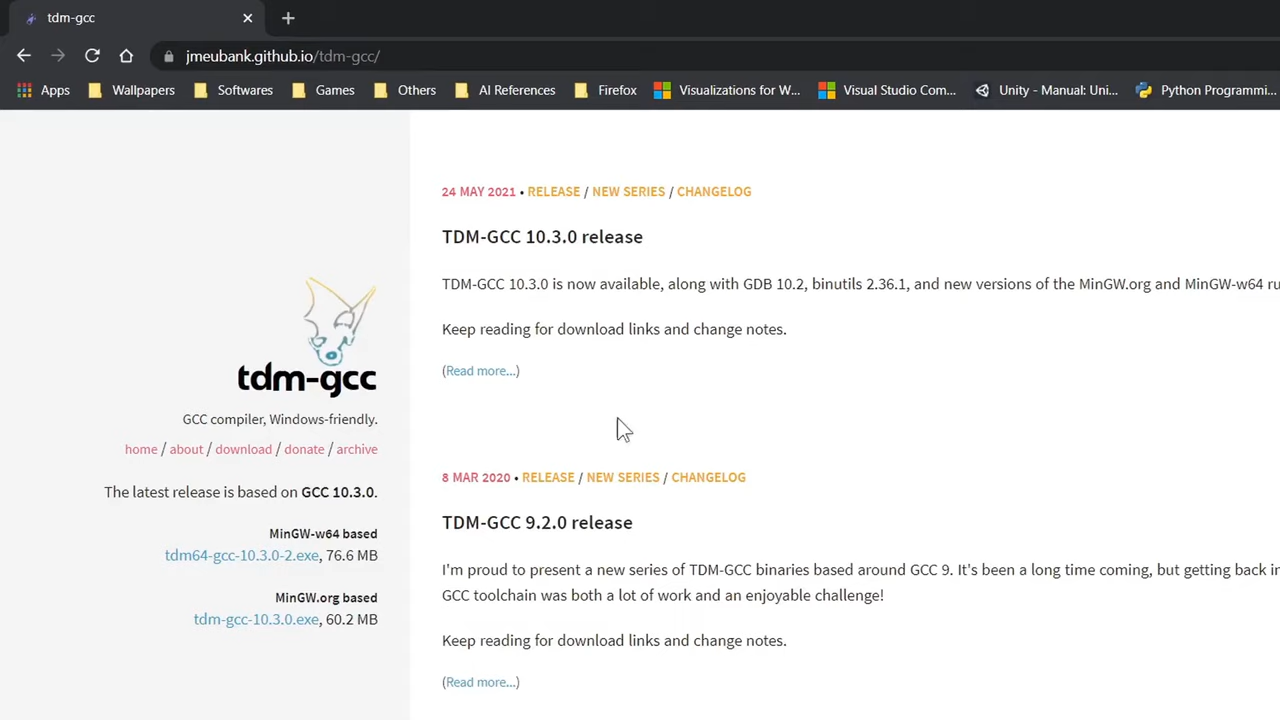 tdm-gcc
jmeubank.github.io/tdm-gcc/
Apps Wallpapers Softwares Games Others AI References Firefox Visualizations for W... Visual Studio Com... Unity - Manual: Uni... Python Programmi...
tdm-gcc
GCC compiler, Windows-friendly.
home / about / download / donate / archive
The latest release is based on GCC 10.3.0.
MinGW-w64 based
tdm64-gcc-10.3.0-2.exe, 76.6 MB
MinGW.org based
tdm-gcc-10.3.0.exe, 60.2 MB
24 MAY 2021 • RELEASE / NEW SERIES / CHANGELOG
TDM-GCC 10.3.0 release
TDM-GCC 10.3.0 is now available, along with GDB 10.2, binutils 2.36.1, and new versions of the MinGW.org and MinGW-w64 ru
Keep reading for download links and change notes.
(Read more...)
8 MAR 2020 • RELEASE / NEW SERIES / CHANGELOG
TDM-GCC 9.2.0 release
I'm proud to present a new series of TDM-GCC binaries based around GCC 9. It's been a long time coming, but getting back in
GCC toolchain was both a lot of work and an enjoyable challenge!
Keep reading for download links and change notes.
(Read more...)